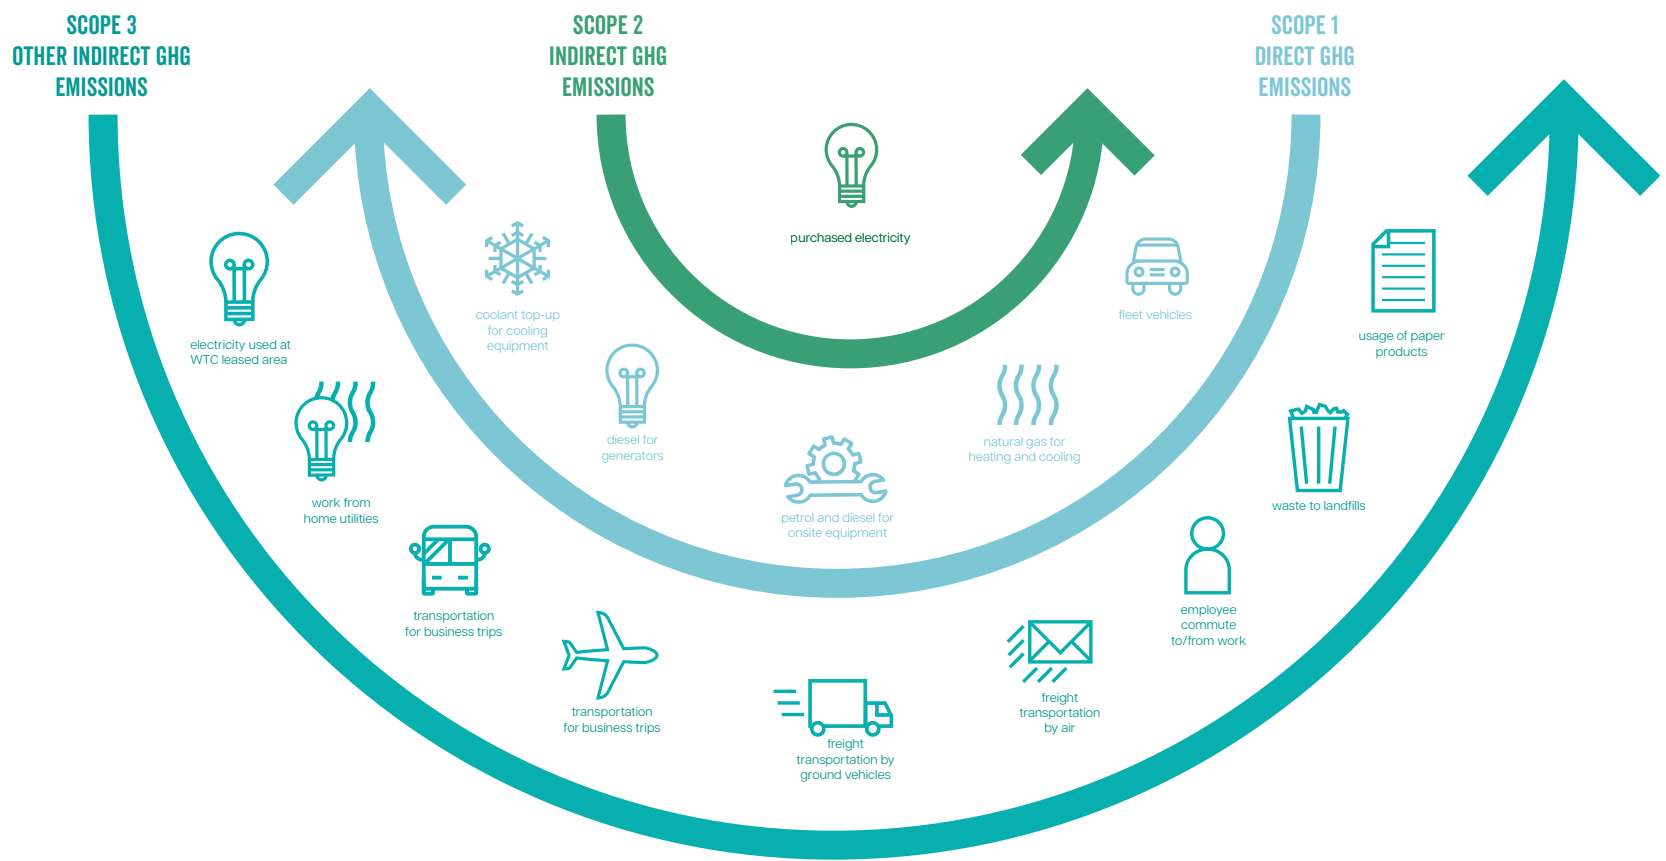 SCOPE 3
OTHER INDIRECT GHG
EMISSIONS
SCOPE 2
INDIRECT GHG
EMISSIONS
SCOPE 1
DIRECT GHG
EMISSIONS
purchased electricity
coolant top-up
for cooling
equipment
fleet vehicles
diesel for
generators
natural gas for
heating and cooling
petrol and diesel for
onsite equipment
electricity used at
WTC leased area
usage of paper
products
work from
home utilities
waste to landfills
transportation
for business trips
employee
commute
to/from work
transportation
for business trips
freight
transportation
by air
freight
transportation by
ground vehicles